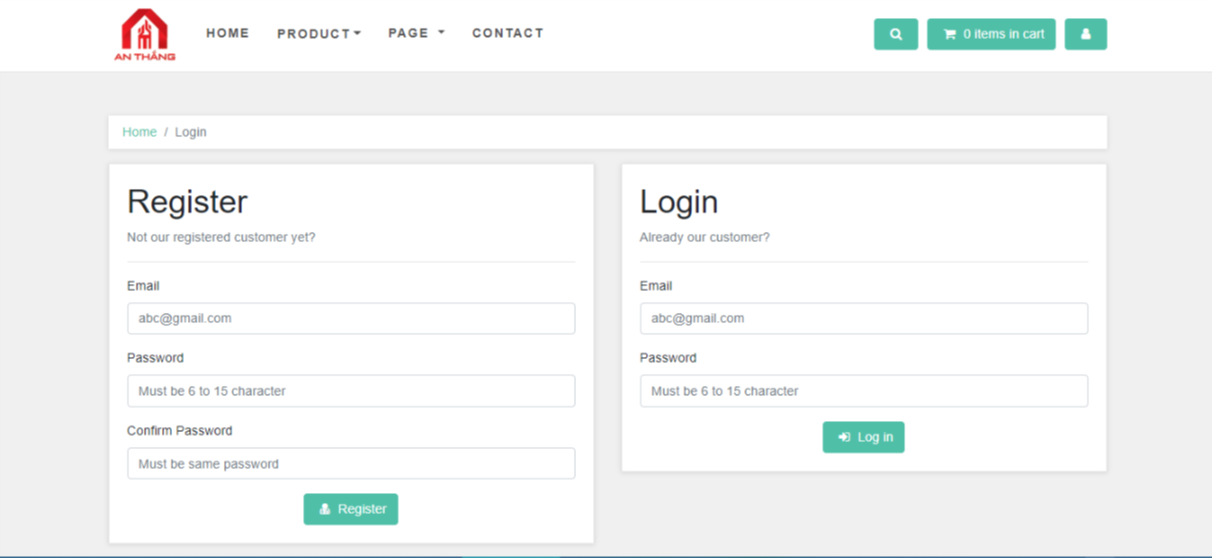 AN THẮNG
HOME PRODUCT PAGE CONTACT
0 items in cart
Home / Login
Register
Not our registered customer yet?
Email
abc@gmail.com
Password
Must be 6 to 15 character
Confirm Password
Must be same password
Register
Login
Already our customer?
Email
abc@gmail.com
Password
Must be 6 to 15 character
Log in